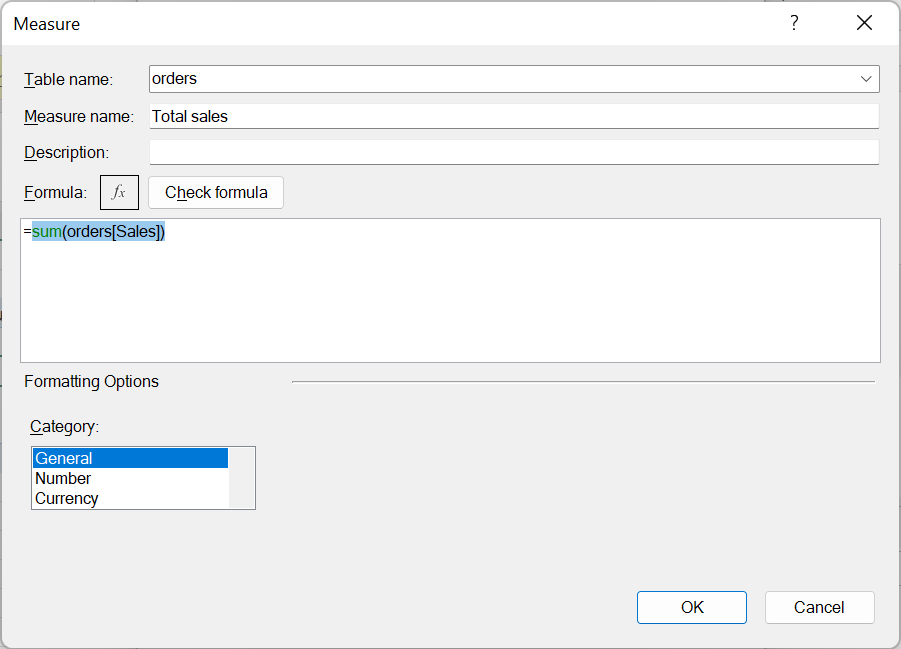 Measure ?
Table name: orders
Measure name: Total sales
Description:
Formula: fx Check formula
=sum(orders[Sales])
Formatting Options
Category:
General
Number
Currency
OK Cancel